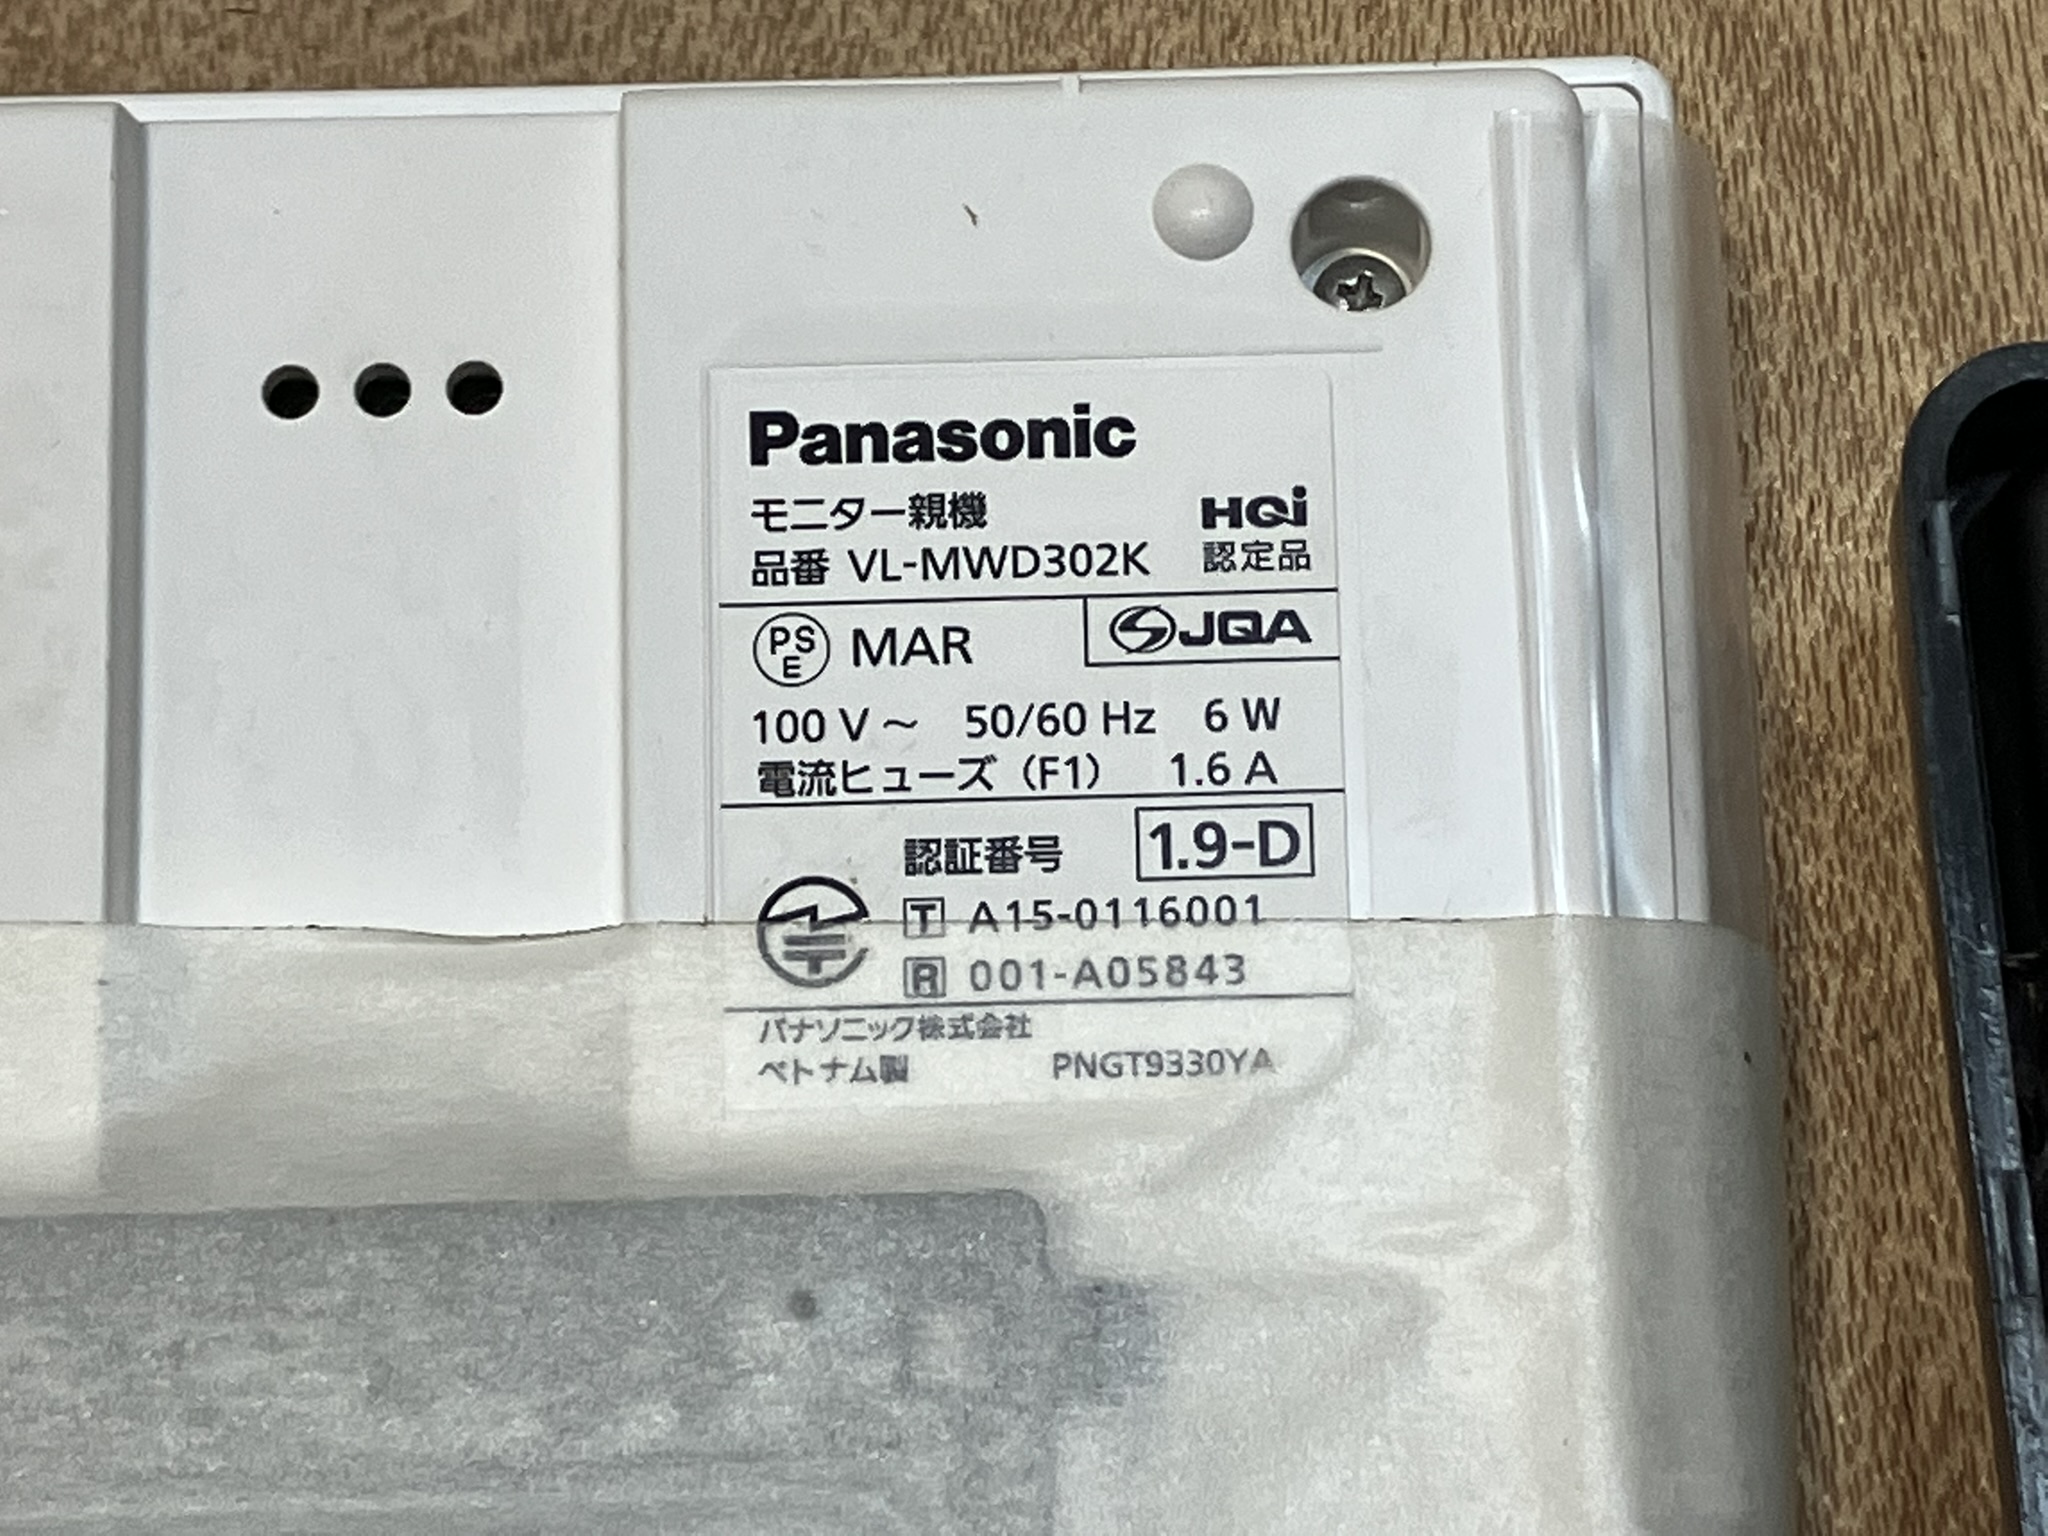 Panasonic
モニター親機 HQi
品番 VL-MWD302K 認定品
PSE MAR JQA
100 V～ 50/60 Hz 6 W
電流ヒューズ（F1） 1.6 A
認証番号 1.9-D
T A15-0116001
R 001-A05843
パナソニック株式会社
ベトナム製 PNGT9330YA